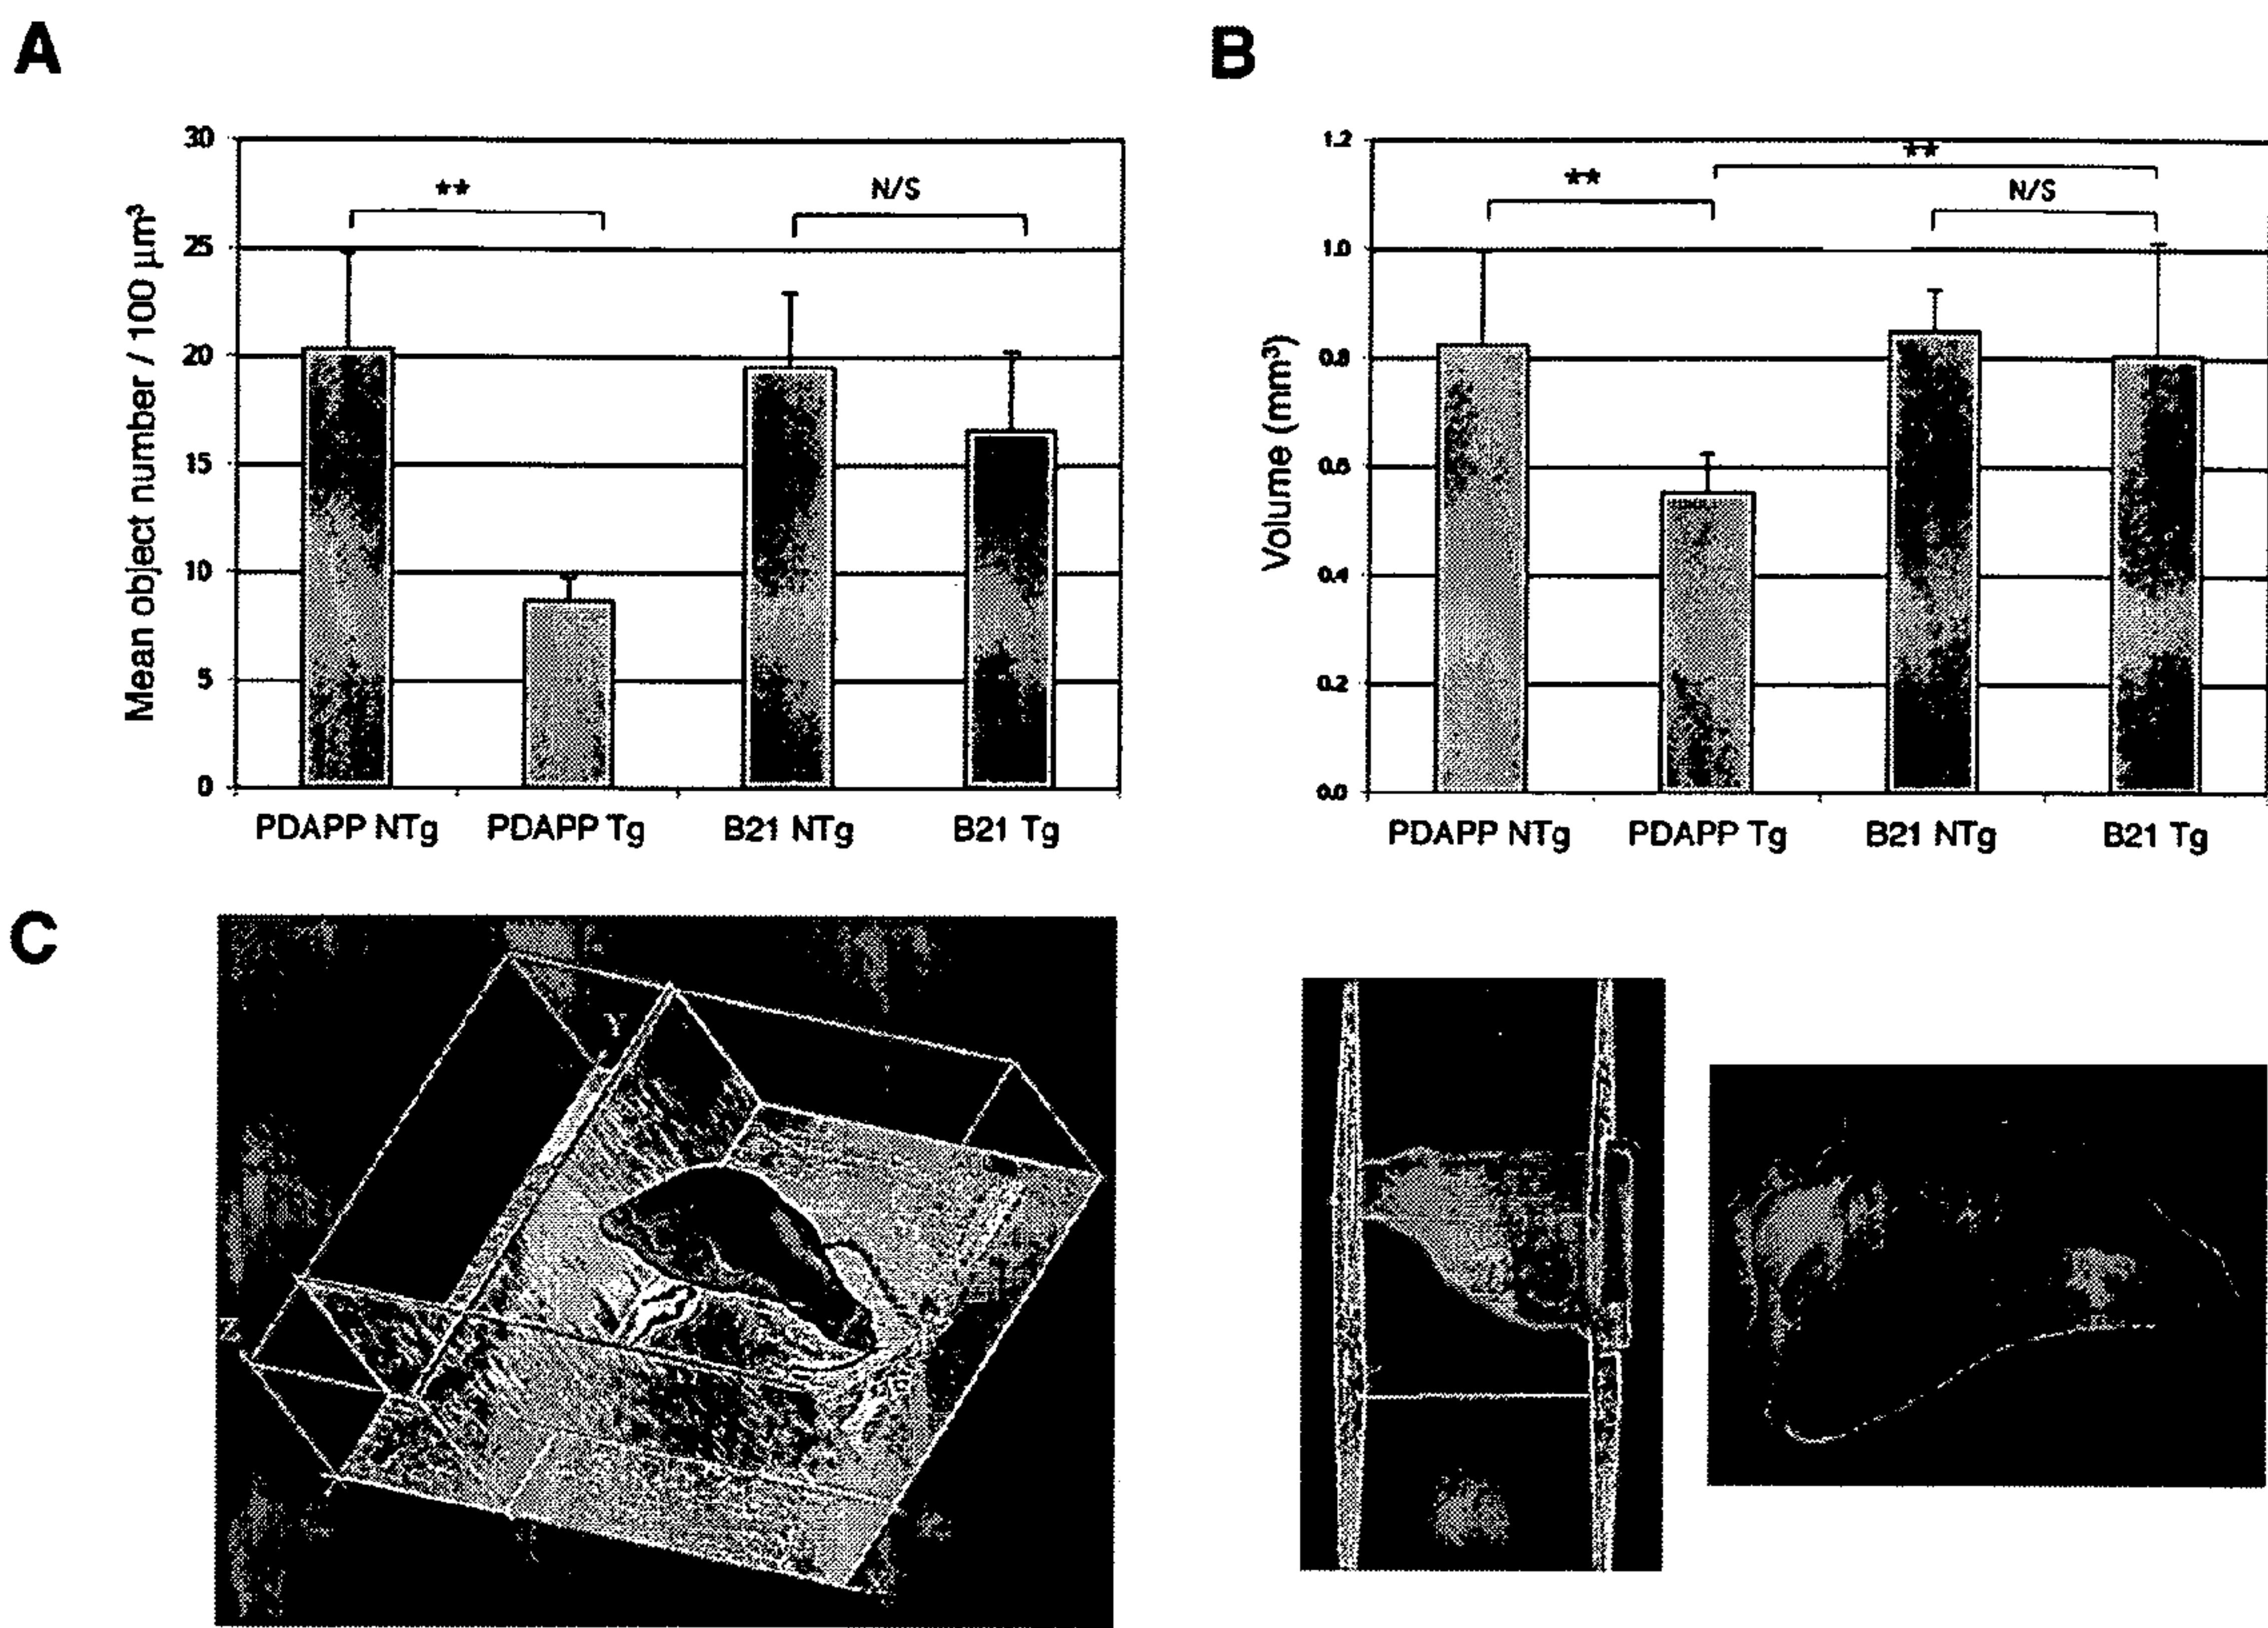 A
B
Mean object number / 100 µm³
30
25
20
15
10
5
0
**
N/S
PDAPP NTg
PDAPP Tg
B21 NTg
B21 Tg
Volume (mm³)
1.2
1.0
0.8
0.6
0.4
0.2
0.0
**
**
N/S
PDAPP NTg
PDAPP Tg
B21 NTg
B21 Tg
C
Y
Z